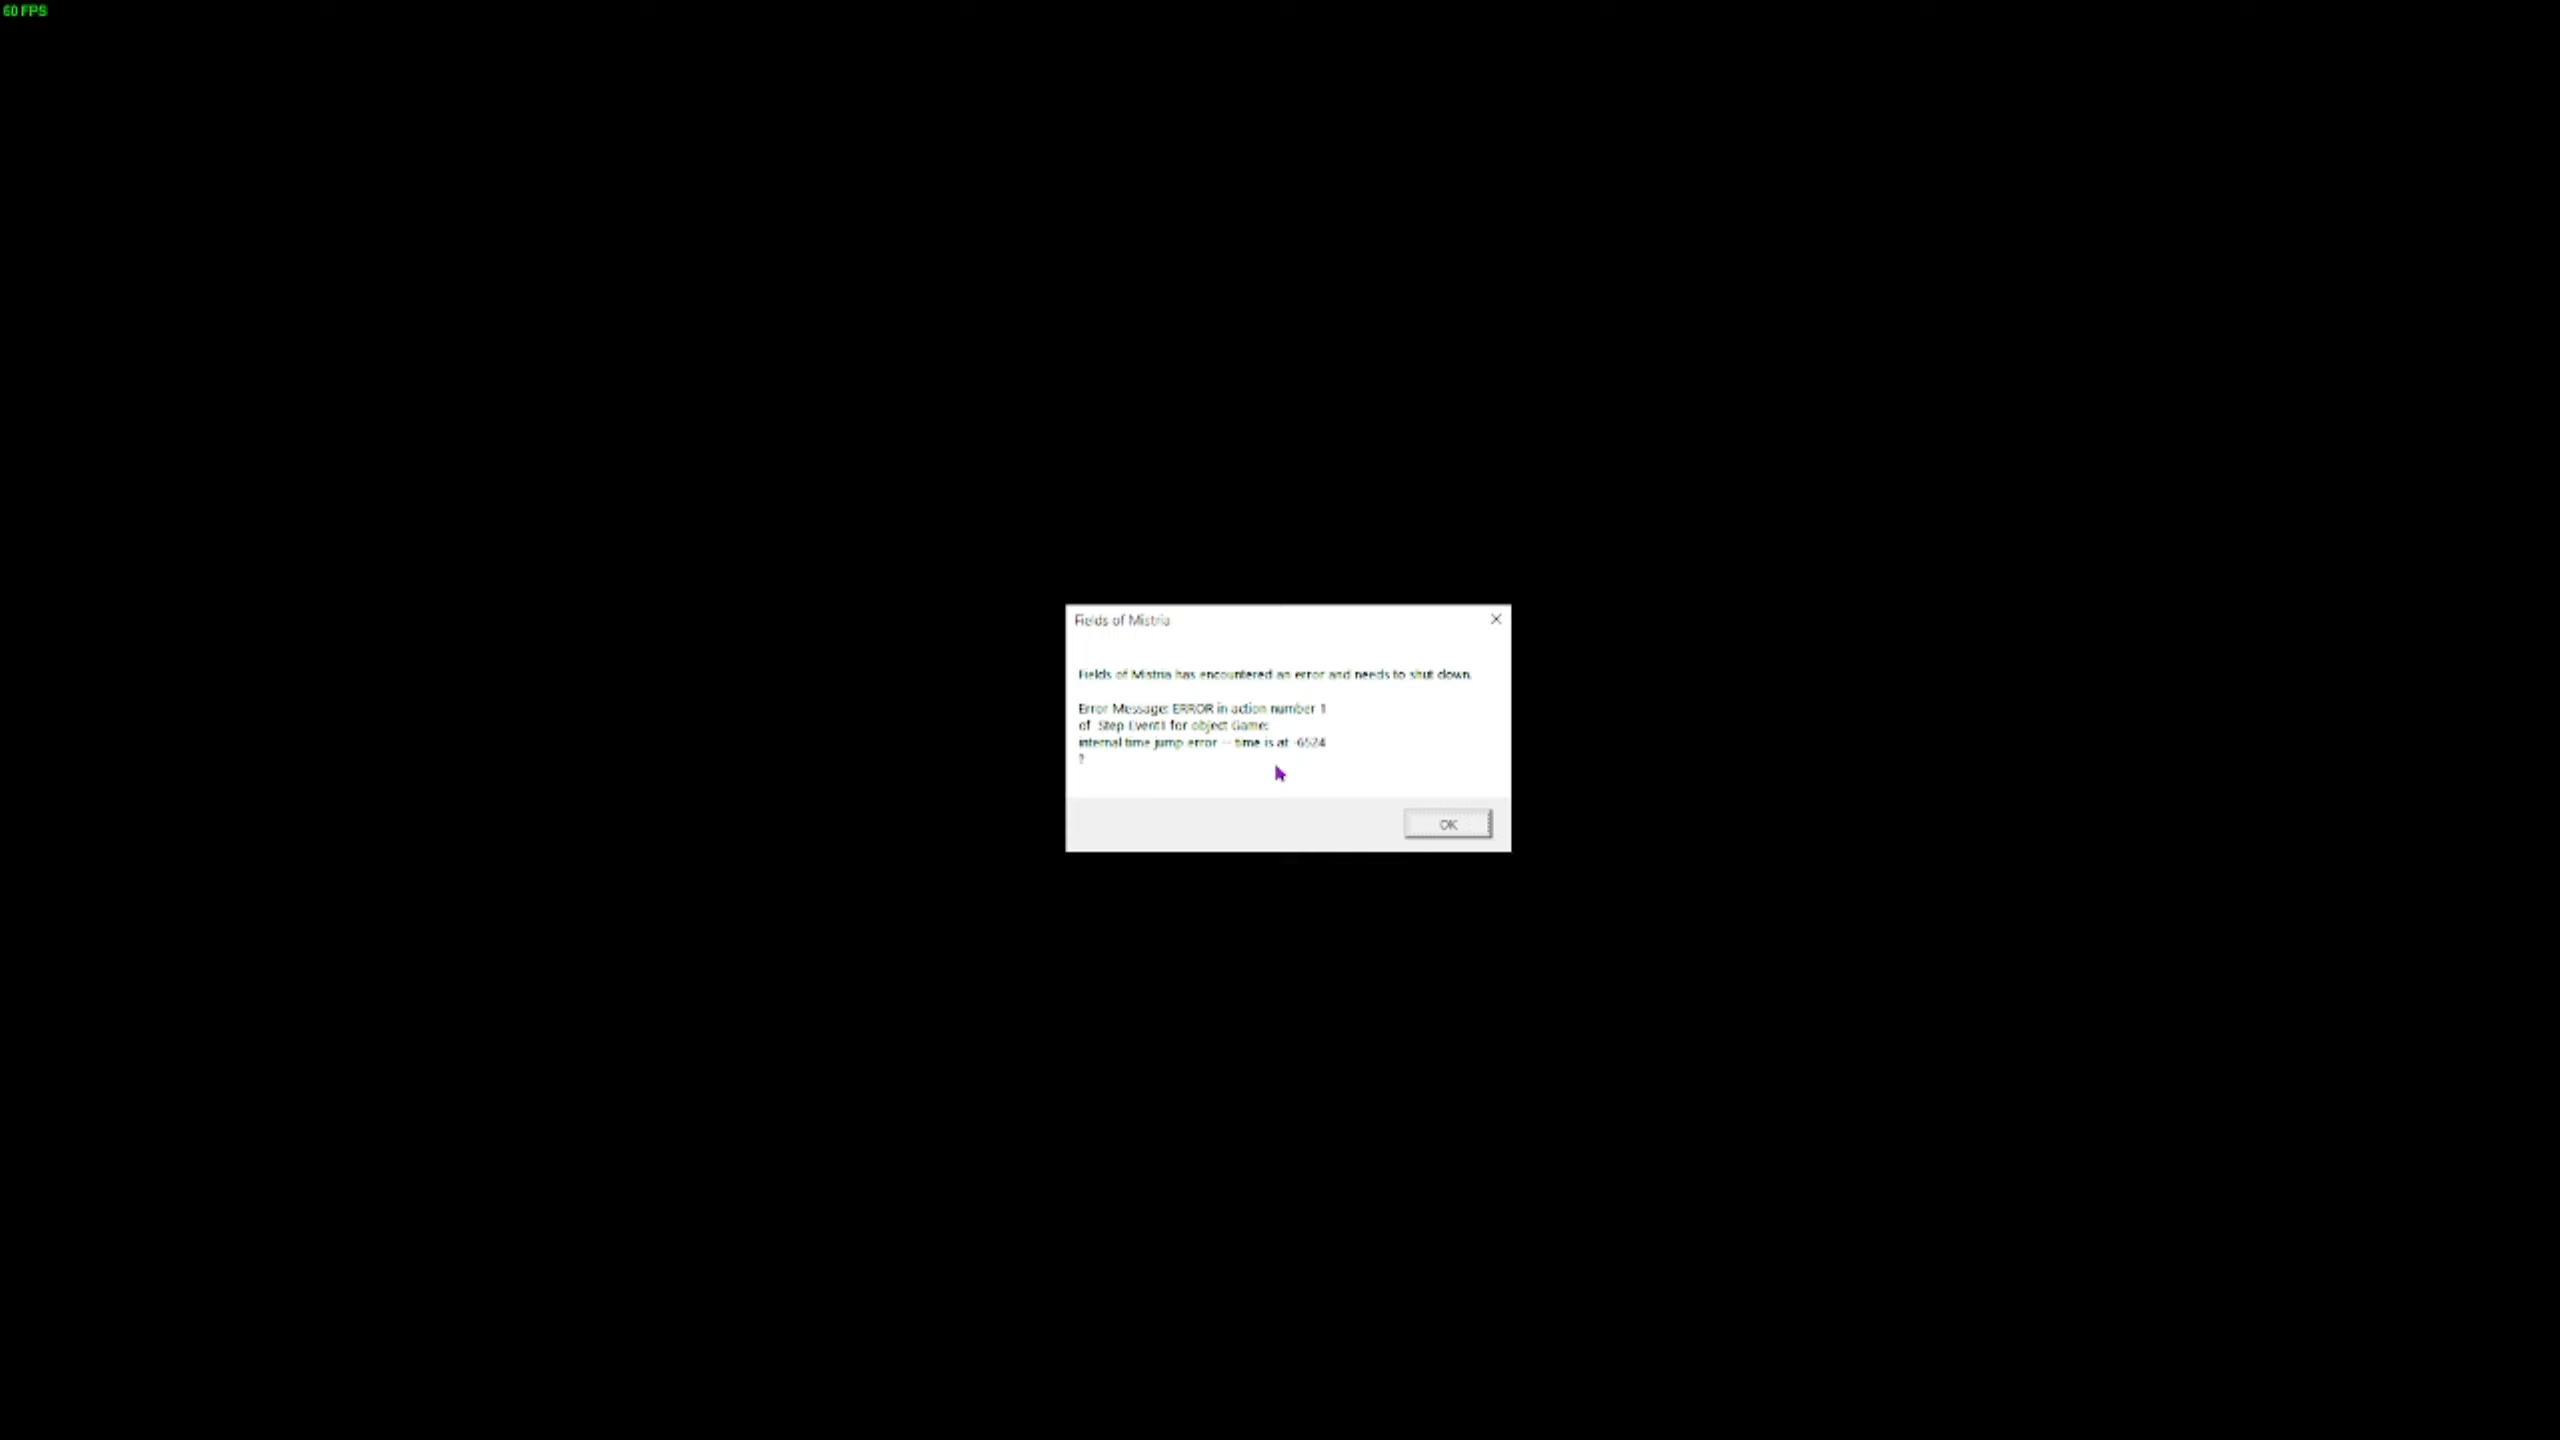 60 FPS
Fields of Mistria
Fields of Mistria has encountered an error and needs to shut down.
Error Message: ERROR in action number 1
of Step Event1 for object Game:
internal time jump error -- time is at -6524
?
OK